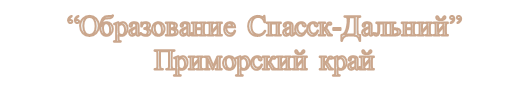 “Образование Спасск-Дальний”
Приморский край